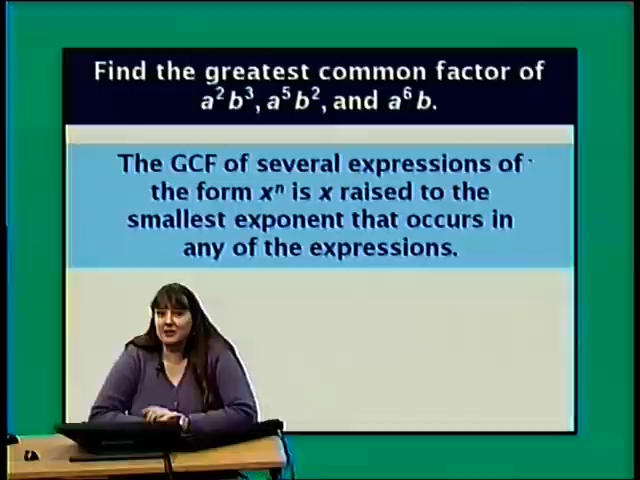 Find the greatest common factor of
a²b³, a⁵b², and a⁶b.
The GCF of several expressions of
the form xⁿ is x raised to the
smallest exponent that occurs in
any of the expressions.